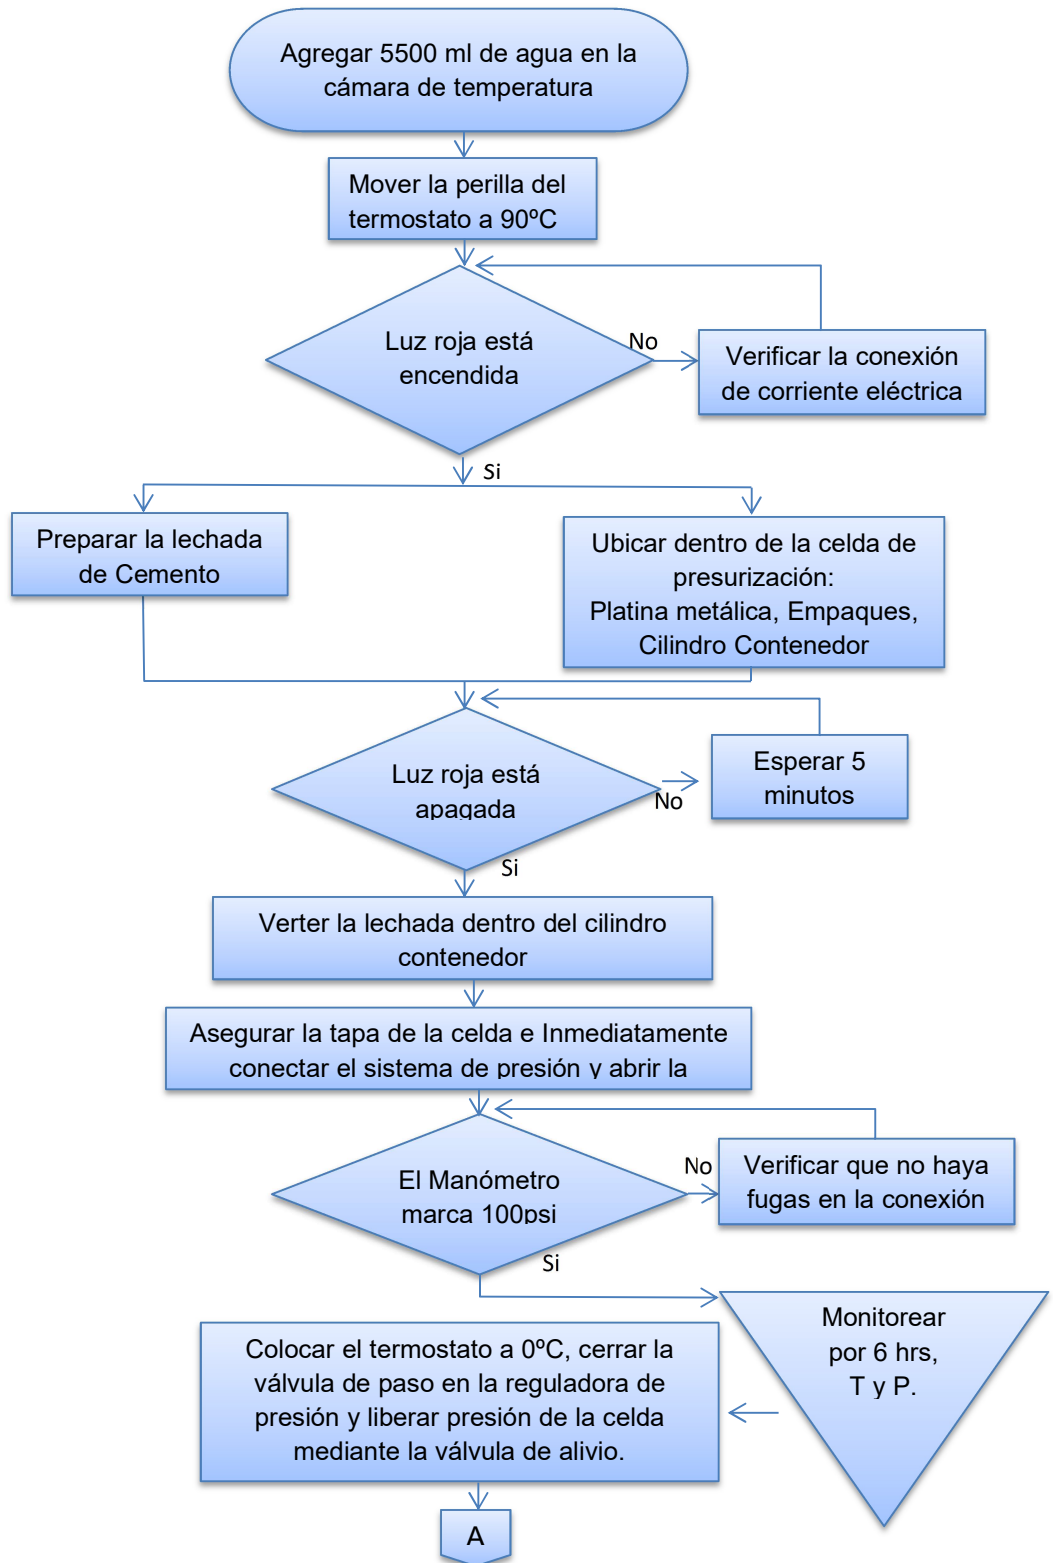 Agregar 5500 ml de agua en la
cámara de temperatura
Mover la perilla del
termostato a 90ºC
Luz roja está
encendida
No
Verificar la conexión
de corriente eléctrica
Si
Preparar la lechada
de Cemento
Ubicar dentro de la celda de
presurización:
Platina metálica, Empaques,
Cilindro Contenedor
Luz roja está
apagada
No
Esperar 5
minutos
Si
Verter la lechada dentro del cilindro
contenedor
Asegurar la tapa de la celda e Inmediatamente
conectar el sistema de presión y abrir la
El Manómetro
marca 100psi
No
Verificar que no haya
fugas en la conexión
Si
Monitorear
por 6 hrs,
T y P.
Colocar el termostato a 0ºC, cerrar la
válvula de paso en la reguladora de
presión y liberar presión de la celda
mediante la válvula de alivio.
A